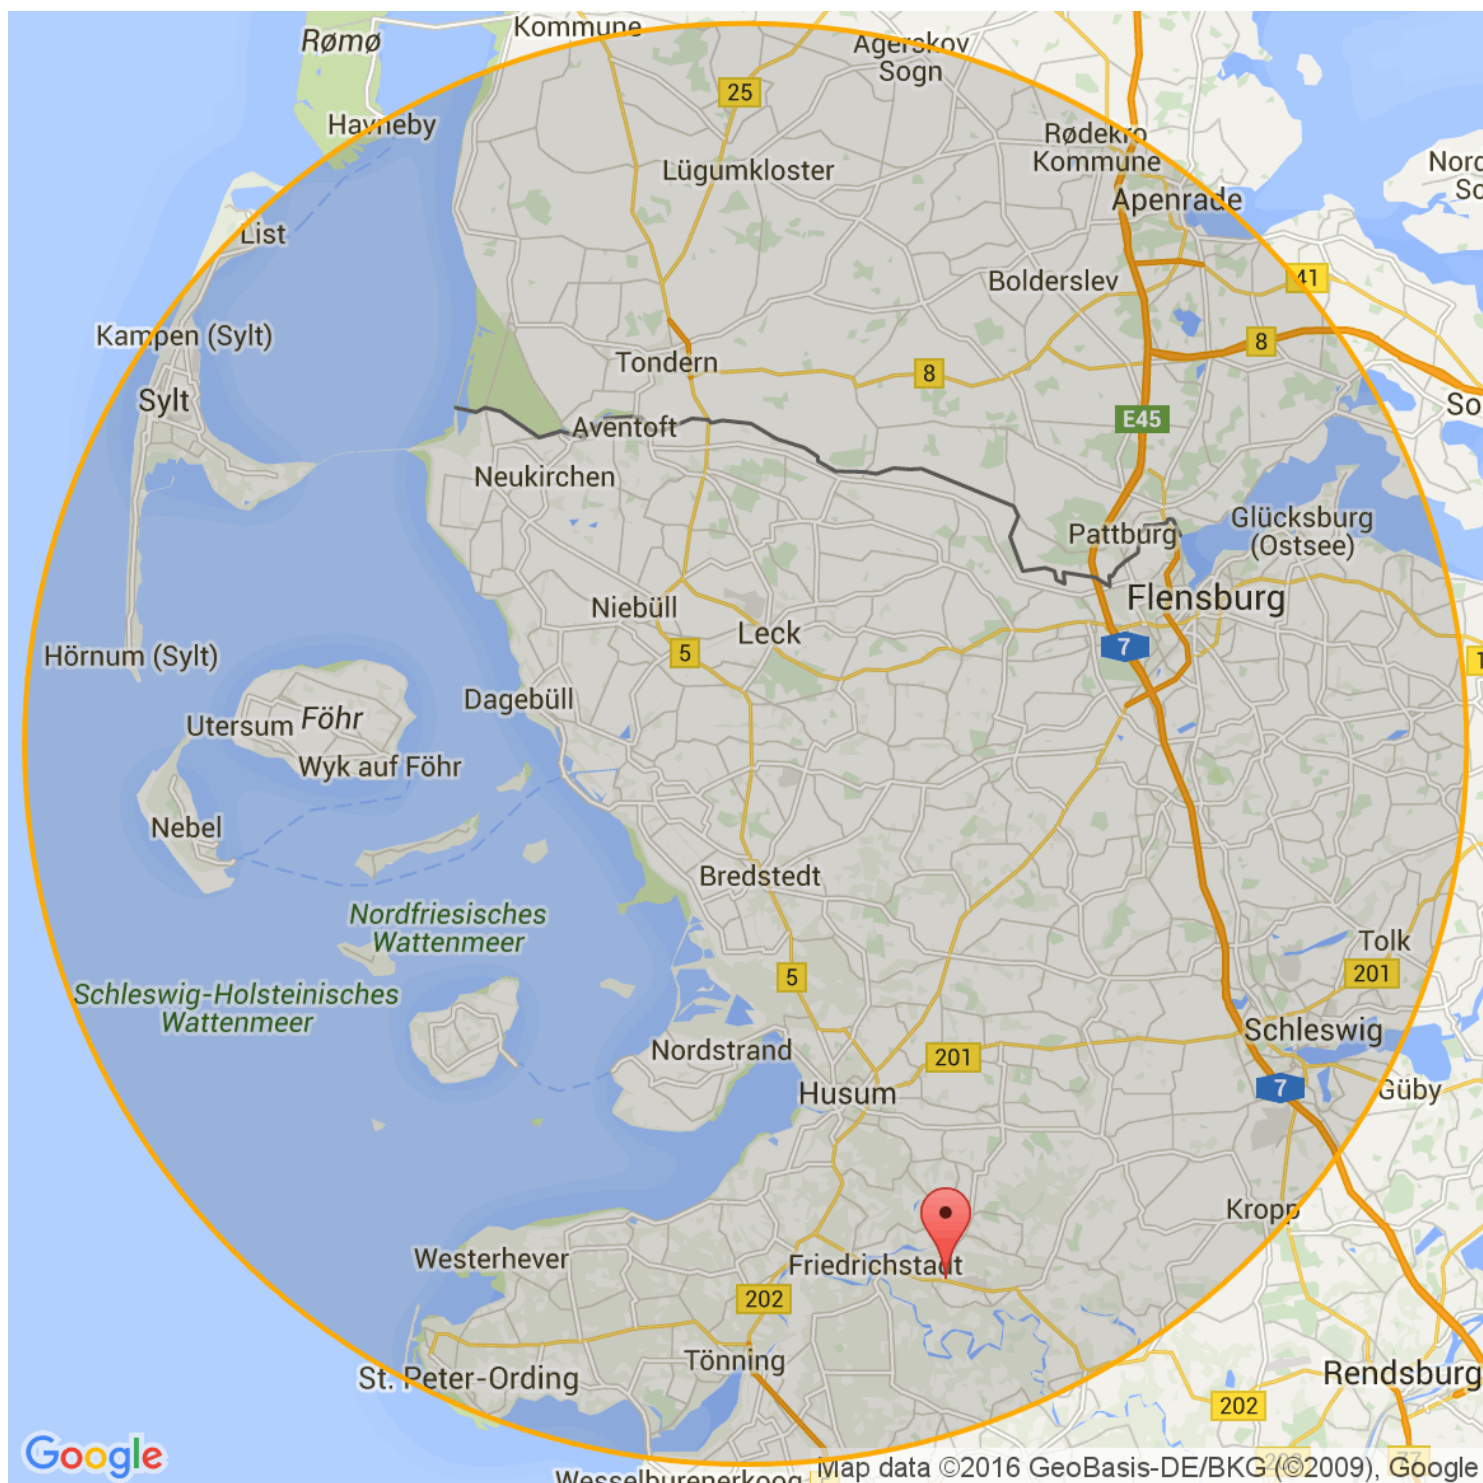 Kommune
Rømø
Agerskov
Sogn
25
Havneby
Rødekro
Kommune
Lügumkloster
Apenrade
List
Bolderslev
41
Kampen (Sylt)
8
Tondern
8
Sylt
E45
Aventoft
Neukirchen
Glücksburg
(Ostsee)
Pattburg
Flensburg
Niebüll
Leck
7
5
Hörnum (Sylt)
Dagebüll
Utersum
Föhr
Wyk auf Föhr
Nebel
Bredstedt
Nordfriesisches
Wattenmeer
Tolk
201
5
Schleswig-Holsteinisches
Wattenmeer
Schleswig
Nordstrand
201
Husum
7
Güby
Kropp
Westerhever
Friedrichstadt
202
Tönning
St. Peter-Ording
Rendsburg
202
Google
Wesselburenerkoog
Map data ©2016 GeoBasis-DE/BKG (©2009), Google